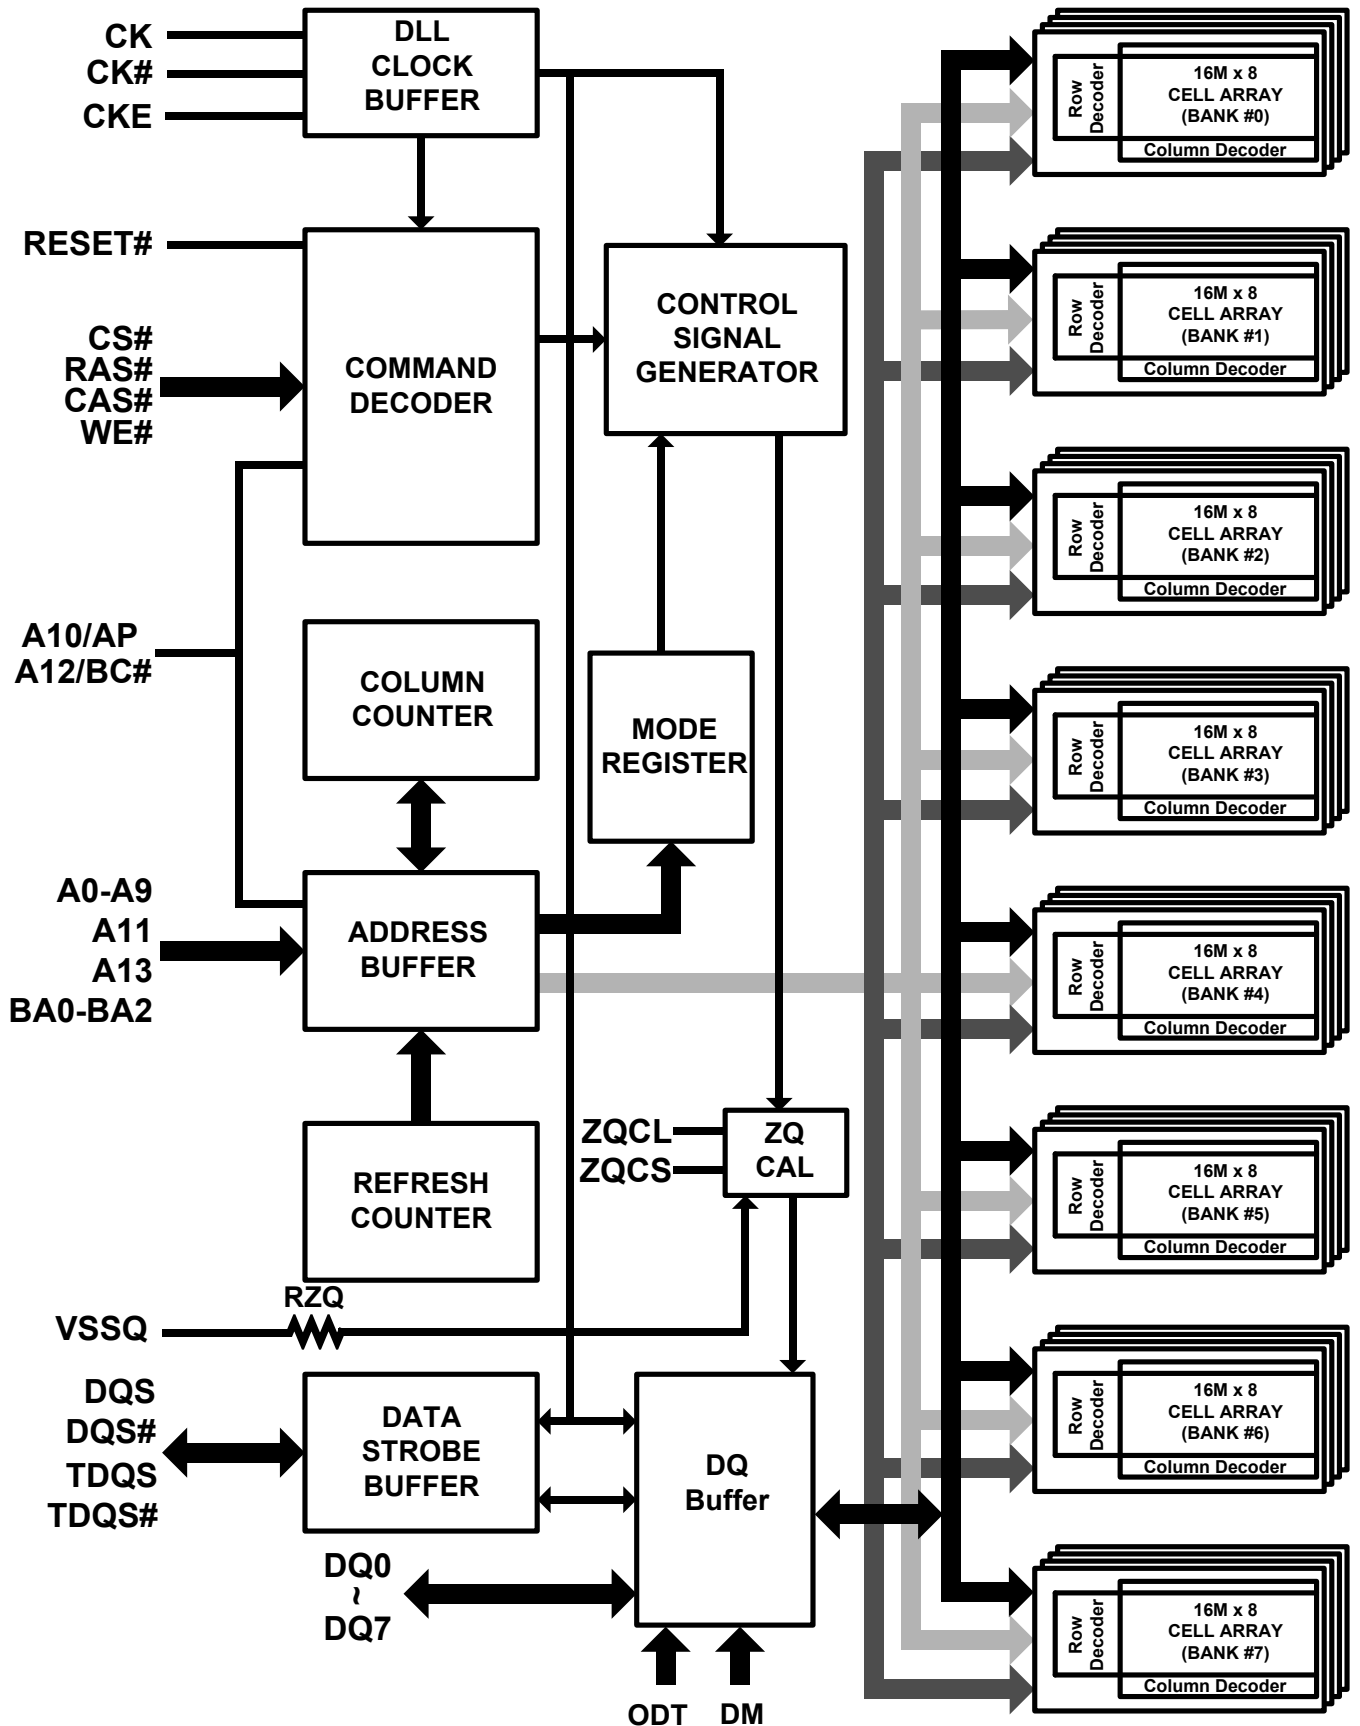 CK
CK#
CKE
DLL
CLOCK
BUFFER
RESET#
CS#
RAS#
CAS#
WE#
COMMAND
DECODER
CONTROL
SIGNAL
GENERATOR
A10/AP
A12/BC#
COLUMN
COUNTER
MODE
REGISTER
A0-A9
A11
A13
BA0-BA2
ADDRESS
BUFFER
REFRESH
COUNTER
ZQCL
ZQCS
ZQ
CAL
RZQ
VSSQ
DQS
DQS#
TDQS
TDQS#
DATA
STROBE
BUFFER
DQ
Buffer
DQ0
~
DQ7
ODT
DM
Row
Decoder
16M x 8
CELL ARRAY
(BANK #0)
Column Decoder
Row
Decoder
16M x 8
CELL ARRAY
(BANK #1)
Column Decoder
Row
Decoder
16M x 8
CELL ARRAY
(BANK #2)
Column Decoder
Row
Decoder
16M x 8
CELL ARRAY
(BANK #3)
Column Decoder
Row
Decoder
16M x 8
CELL ARRAY
(BANK #4)
Column Decoder
Row
Decoder
16M x 8
CELL ARRAY
(BANK #5)
Column Decoder
Row
Decoder
16M x 8
CELL ARRAY
(BANK #6)
Column Decoder
Row
Decoder
16M x 8
CELL ARRAY
(BANK #7)
Column Decoder